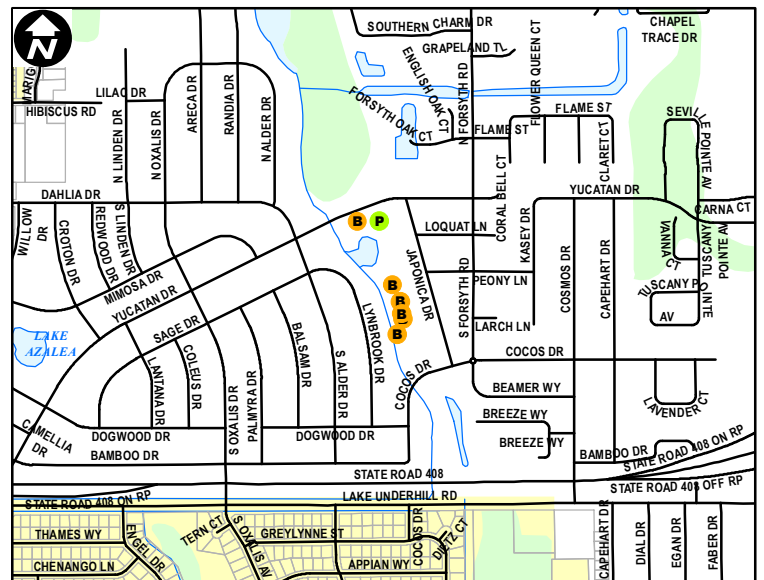 N
SOUTHERN CHARM DR
CHAPEL
TRACE DR
GRAPELAND TL
ENGLISH OAK CT
N FORSYTH RD
FLOWER QUEEN CT
MARIG
LILAC DR
HIBISCUS RD
N LINDEN DR
N OXALIS DR
ARECA DR
RANDIA DR
N ALDER DR
FORSYTH OAK CT
FLAME ST
FLAME ST
CLARET CT
SEVILLE POINTE AV
DAHLIA DR
YUCATAN DR
CARNA CT
WILLOW
DR
CROTON DR
REDWOOD DR
S LINDEN DR
B
P
LOQUAT LN
CORAL BELL CT
KASEY DR
VANNA CT
TUSCANY
POINTE AV
MIMOSA DR
YUCATAN DR
SAGE DR
JAPONICA DR
PEONY LN
S FORSYTH RD
COSMOS DR
CAPEHART DR
TUSCANY POINTE
AV
B
B
B
B
LARCH LN
LAKE
AZALEA
LANTANA DR
COLEUS DR
S OXALIS DR
PALMYRA DR
BALSAM DR
S ALDER DR
LYNBROOK DR
COCOS DR
COCOS DR
BEAMER WY
LAVENDER CT
CAMELLIA
DR
DOGWOOD DR
DOGWOOD DR
BREEZE WY
BREEZE WY
BAMBOO DR
BAMBOO DR
STATE ROAD 408 ON RP
STATE ROAD 408
STATE ROAD 408 OFF RP
STATE ROAD 408 ON RP
LAKE UNDERHILL RD
THAMES WY
ENGEL DR
TERN CT
S OXALIS AV
GREYLYNNE ST
COCOS DR
DIETZ CT
CAPEHART DR
DIAL DR
EGAN DR
FABER DR
CHENANGO LN
APPIAN WY